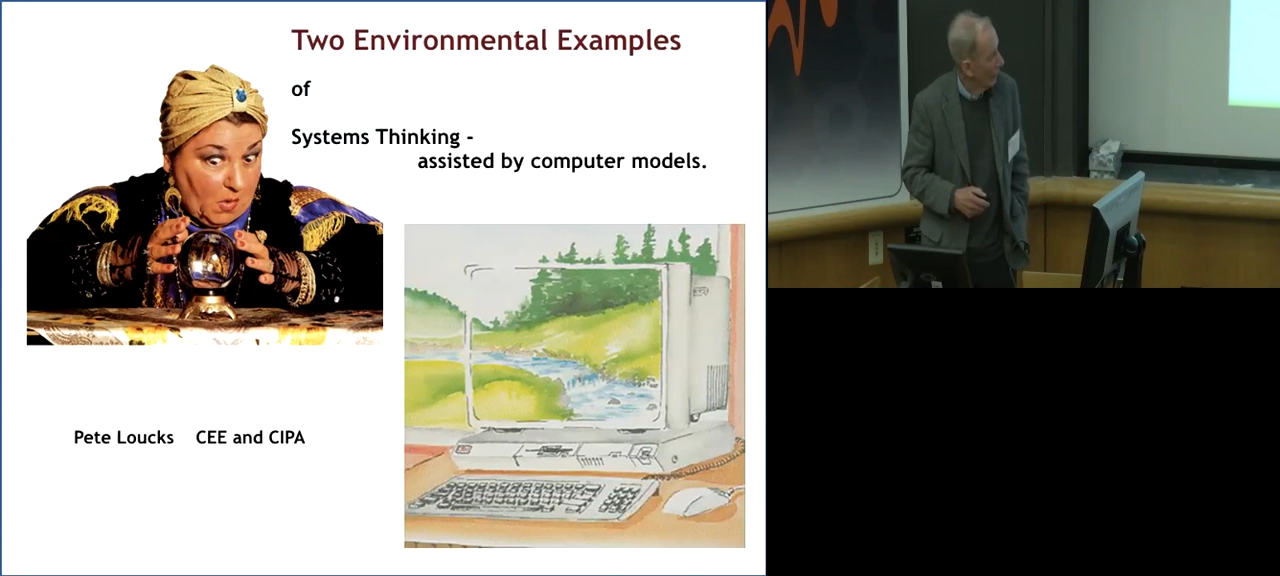 Two Environmental Examples
of
Systems Thinking -
assisted by computer models.
Pete Loucks CEE and CIPA